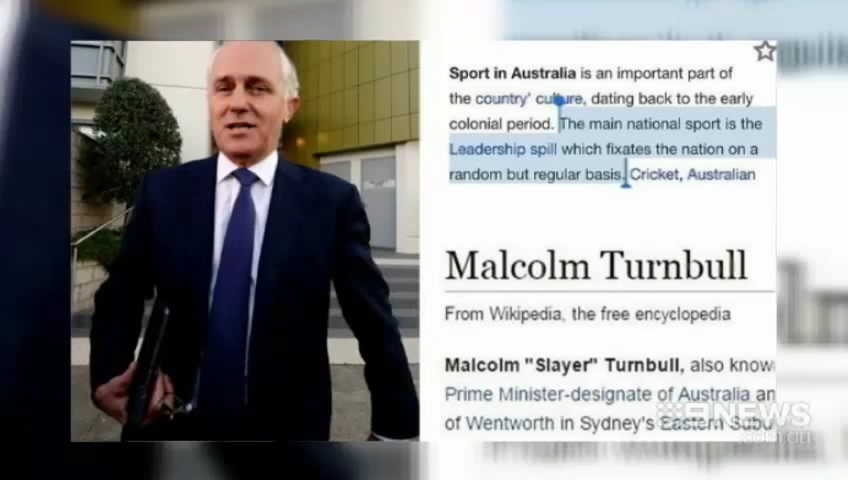 Sport in Australia is an important part of
the country' culture, dating back to the early
colonial period. The main national sport is the
Leadership spill which fixates the nation on a
random but regular basis. Cricket, Australian
Malcolm Turnbull
From Wikipedia, the free encyclopedia
Malcolm "Slayer" Turnbull, also know
Prime Minister-designate of Australia an
of Wentworth in Sydney's Eastern Subu
9NEWS
.com.au